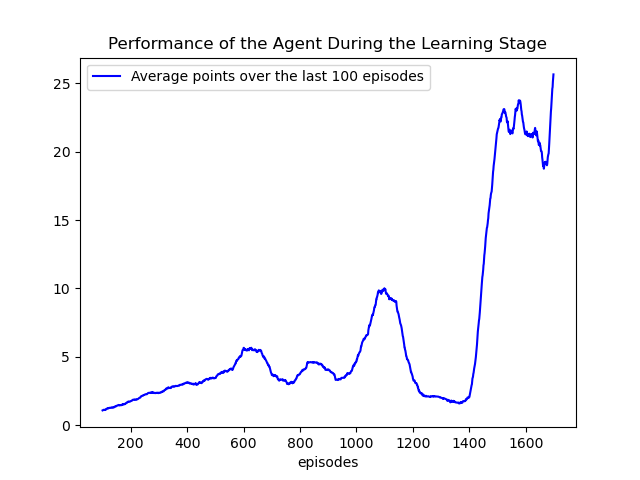 Performance of the Agent During the Learning Stage
Average points over the last 100 episodes
25
20
15
10
5
0
200 400 600 800 1000 1200 1400 1600
episodes